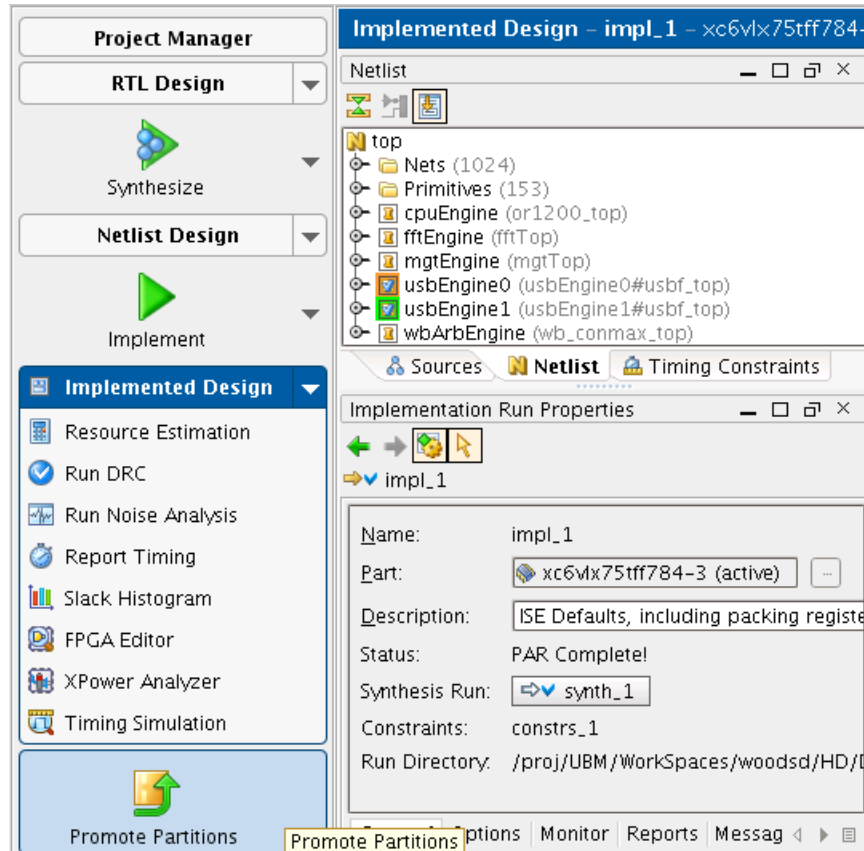 Project Manager
RTL Design
Synthesize
Netlist Design
Implement
Implemented Design
Resource Estimation
Run DRC
Run Noise Analysis
Report Timing
Slack Histogram
FPGA Editor
XPower Analyzer
Timing Simulation
Promote Partitions
Promote Partitions
Implemented Design - impl_1 - xc6vlx75tff784-
Netlist
top
Nets (1024)
Primitives (153)
cpuEngine (or1200_top)
fftEngine (fftTop)
mgtEngine (mgtTop)
usbEngine0 (usbEngine0#usbf_top)
usbEngine1 (usbEngine1#usbf_top)
wbArbEngine (wb_conmax_top)
Sources Netlist Timing Constraints
Implementation Run Properties
impl_1
Name: impl_1
Part: xc6vlx75tff784-3 (active) ...
Description: ISE Defaults, including packing registe
Status: PAR Complete!
Synthesis Run: synth_1
Constraints: constrs_1
Run Directory: /proj/UBM/WorkSpaces/woodsd/HD/D
ptions Monitor Reports Messag